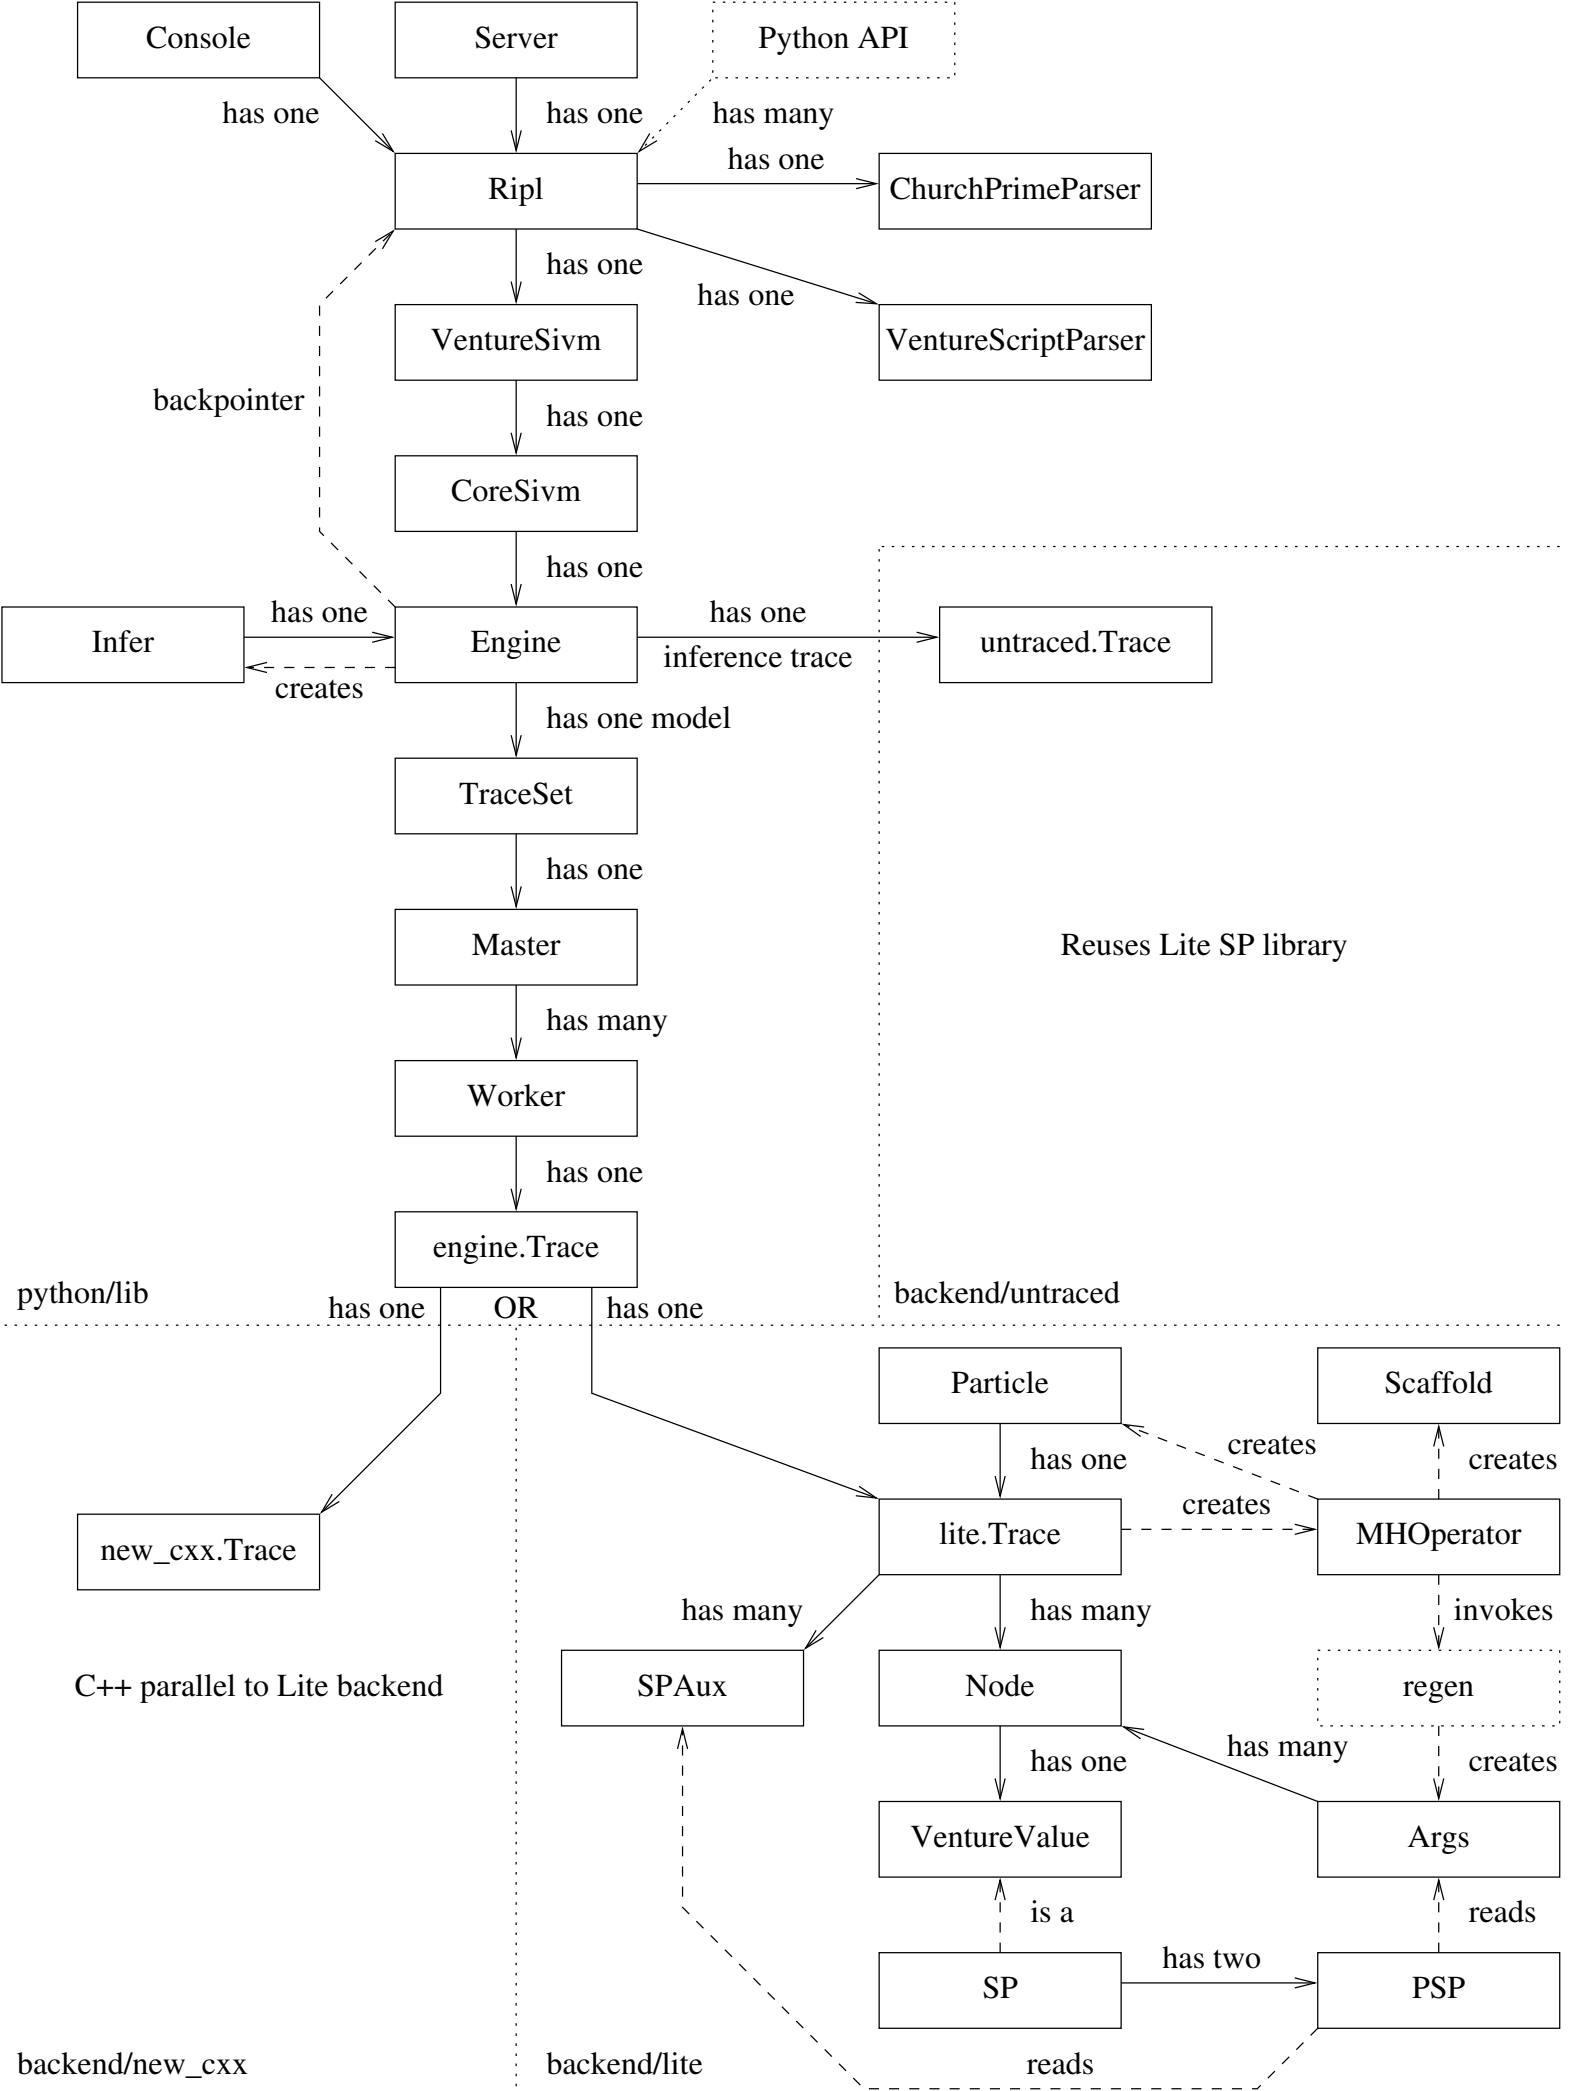 Console
Server
Python API
has one
has one
has many
has one
Ripl
ChurchPrimeParser
has one
has one
VentureSivm
VentureScriptParser
backpointer
has one
CoreSivm
has one
has one
has one
Infer
Engine
untraced.Trace
inference trace
creates
has one model
TraceSet
has one
Master
Reuses Lite SP library
has many
Worker
has one
engine.Trace
python/lib
backend/untraced
has one
OR
has one
Particle
Scaffold
creates
has one
creates
creates
lite.Trace
MHOperator
new_cxx.Trace
has many
has many
invokes
C++ parallel to Lite backend
SPAux
Node
regen
has many
has one
creates
VentureValue
Args
is a
reads
has two
SP
PSP
backend/new_cxx
backend/lite
reads